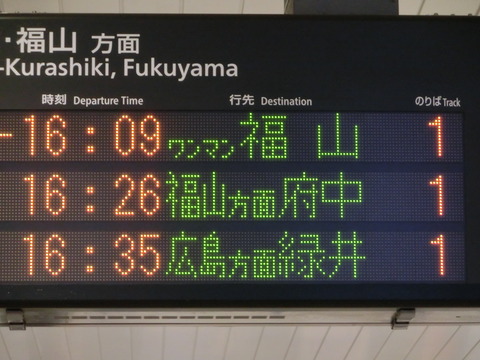 ・福山 方面
-Kurashiki, Fukuyama
時刻 Departure Time 行先 Destination のりば Track
16:09 ワンマン 福 山 1
16:26 福山方面府中 1
16:35 広島方面緑井 1